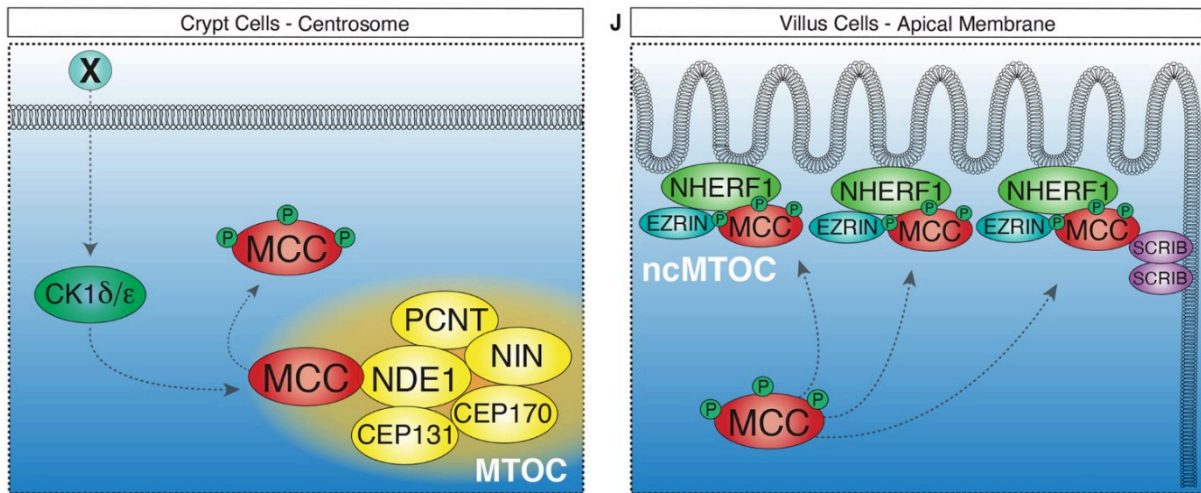 Crypt Cells - Centrosome
X
P
P
P
MCC
CK1δ/ε
PCNT
NIN
MCC
NDE1
CEP170
CEP131
MTOC
J
Villus Cells - Apical Membrane
NHERF1
NHERF1
NHERF1
P
P
P
P
P
P
P
P
P
EZRIN
MCC
EZRIN
MCC
EZRIN
MCC
SCRIB
SCRIB
ncMTOC
P
P
P
MCC